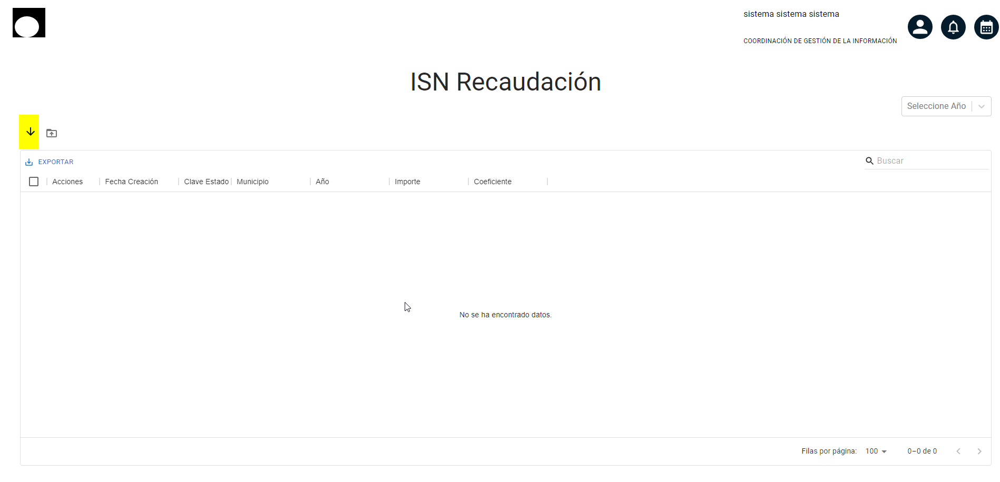 sistema sistema sistema
COORDINACIÓN DE GESTIÓN DE LA INFORMACIÓN
ISN Recaudación
Seleccione Año
EXPORTAR
Buscar
Acciones Fecha Creación Clave Estado Municipio Año Importe Coeficiente
No se ha encontrado datos.
Filas por página: 100 0–0 de 0